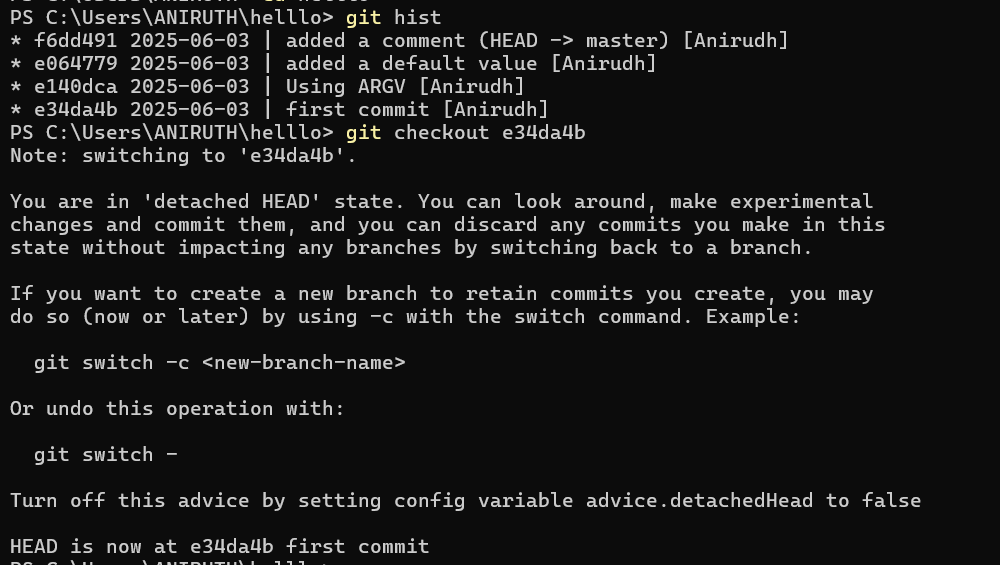 PS C:\Users\ANIRUTH\helllo> git hist
* f6dd491 2025-06-03 | added a comment (HEAD -> master) [Anirudh]
* e064779 2025-06-03 | added a default value [Anirudh]
* e140dca 2025-06-03 | Using ARGV [Anirudh]
* e34da4b 2025-06-03 | first commit [Anirudh]
PS C:\Users\ANIRUTH\helllo> git checkout e34da4b
Note: switching to 'e34da4b'.
You are in 'detached HEAD' state. You can look around, make experimental
changes and commit them, and you can discard any commits you make in this
state without impacting any branches by switching back to a branch.
If you want to create a new branch to retain commits you create, you may
do so (now or later) by using -c with the switch command. Example:
git switch -c <new-branch-name>
Or undo this operation with:
git switch -
Turn off this advice by setting config variable advice.detachedHead to false
HEAD is now at e34da4b first commit